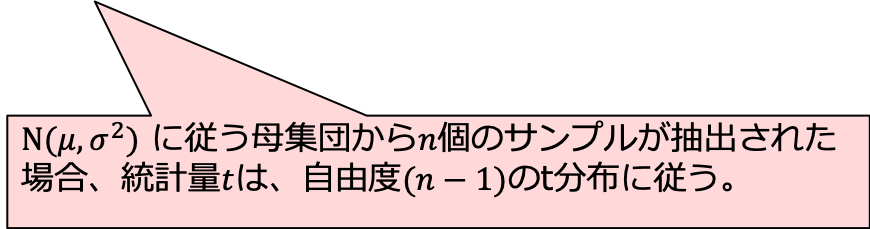 N(𝜇, 𝜎²) に従う母集団から𝑛個のサンプルが抽出された
場合、統計量𝑡は、自由度(𝑛 − 1)のt分布に従う。